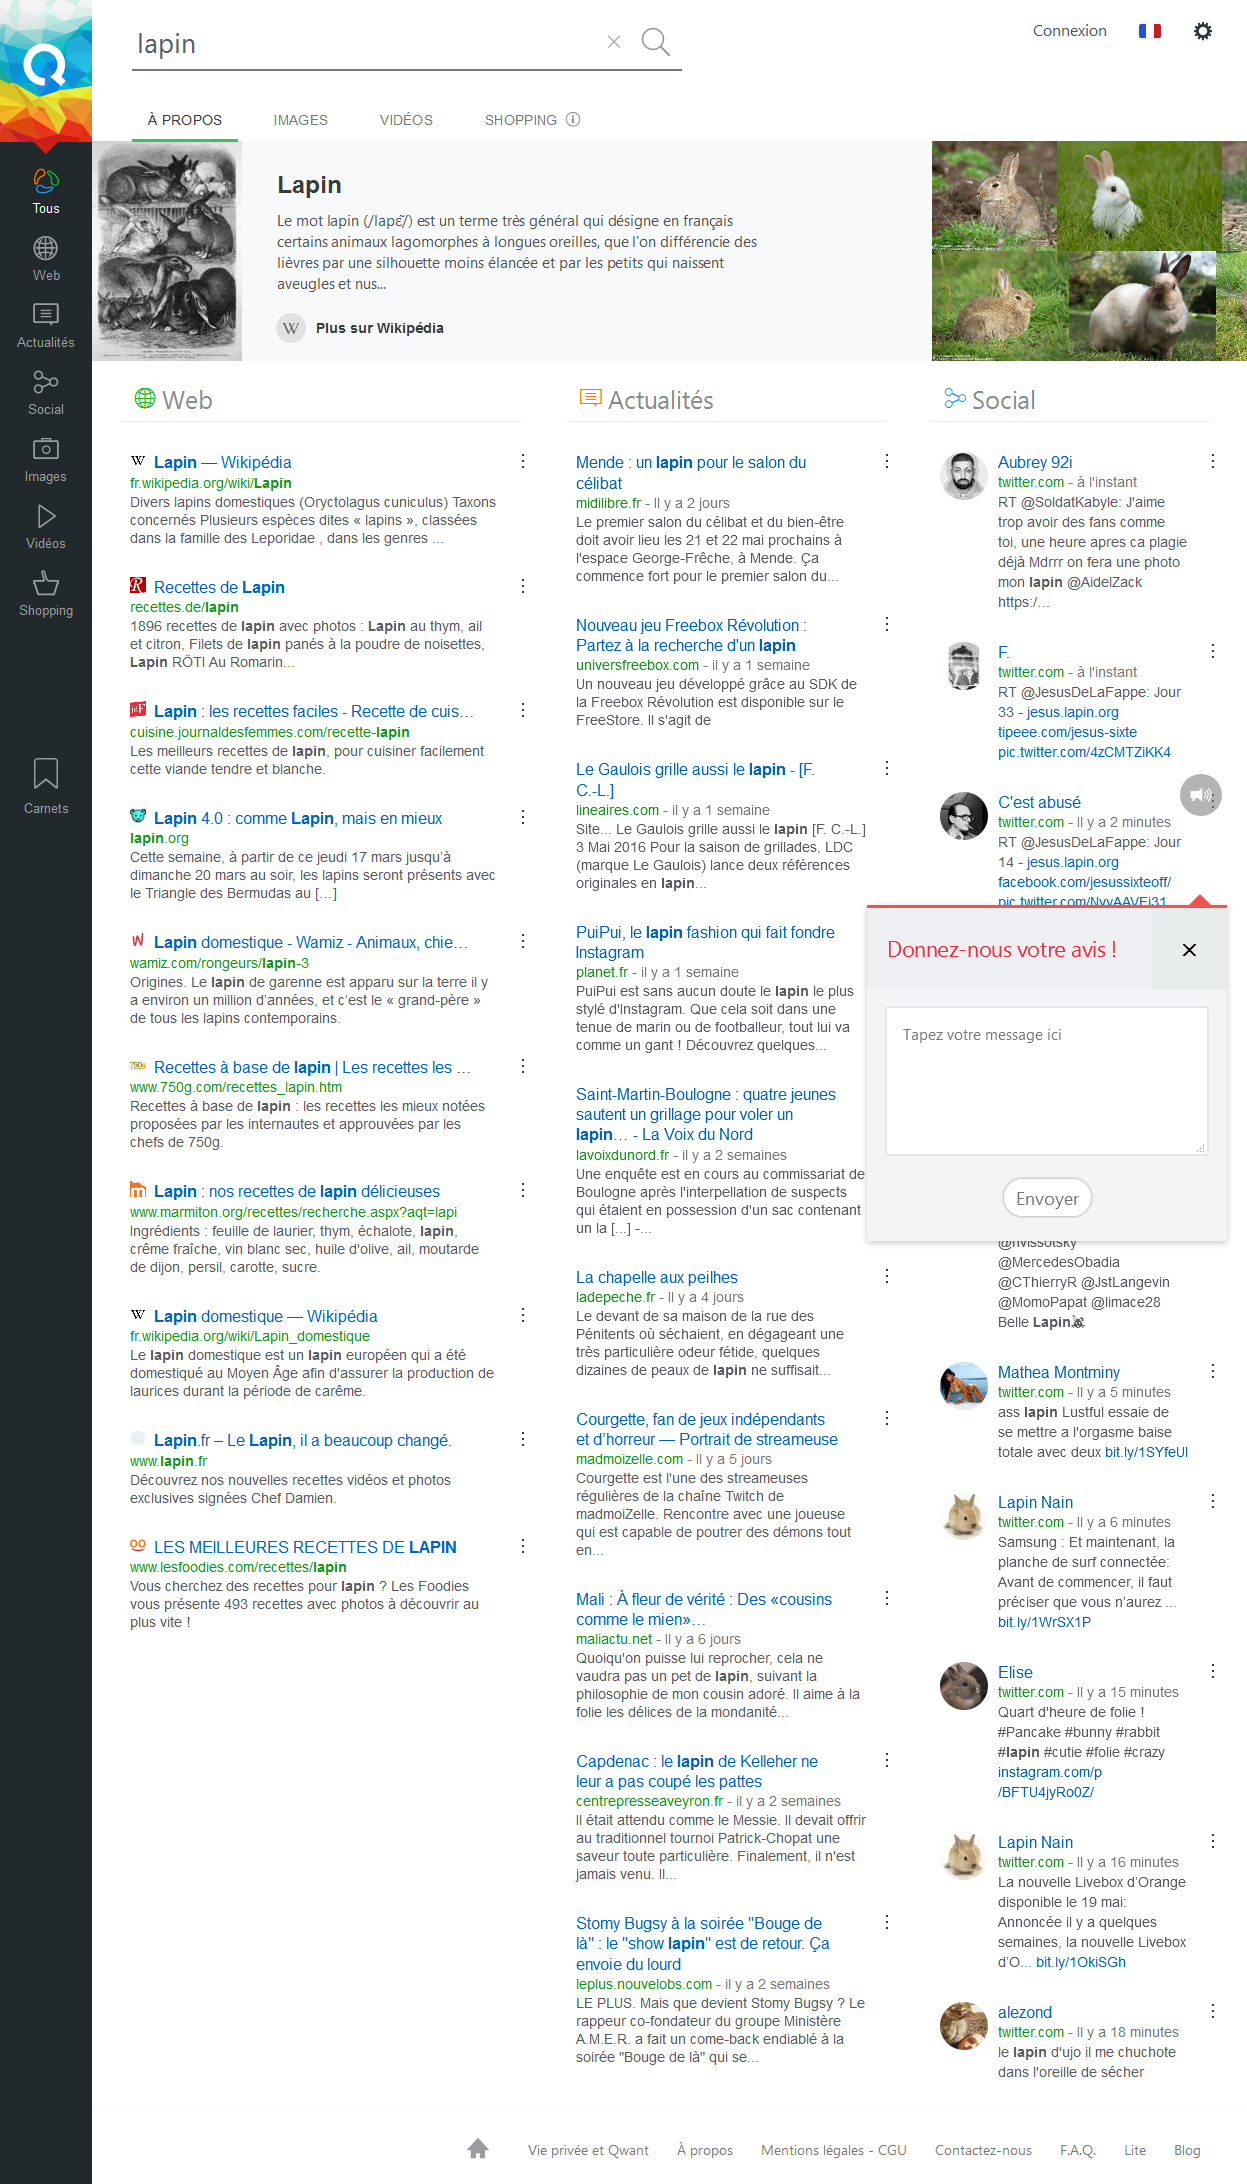 lapin
Connexion
À PROPOS
IMAGES
VIDÉOS
SHOPPING
Tous
Web
Actualités
Social
Images
Vidéos
Shopping
Carnets
Lapin
Le mot lapin (/lapɛ̃/) est un terme très général qui désigne en français
certains animaux lagomorphes à longues oreilles, que l'on différencie des
lièvres par une silhouette moins élancée et par les petits qui naissent
aveugles et nus...
W Plus sur Wikipédia
Web
W Lapin — Wikipédia
fr.wikipedia.org/wiki/Lapin
Divers lapins domestiques (Oryctolagus cuniculus) Taxons
concernés Plusieurs espèces dites « lapins », classées
dans la famille des Leporidae , dans les genres ...
R Recettes de Lapin
recettes.de/lapin
1896 recettes de lapin avec photos : Lapin au thym, ail
et citron, Filets de lapin panés à la poudre de noisettes,
Lapin RÖTI Au Romarin...
Lapin : les recettes faciles - Recette de cuis…
cuisine.journaldesfemmes.com/recette-lapin
Les meilleurs recettes de lapin, pour cuisiner facilement
cette viande tendre et blanche.
Lapin 4.0 : comme Lapin, mais en mieux
lapin.org
Cette semaine, à partir de ce jeudi 17 mars jusqu'à
dimanche 20 mars au soir, les lapins seront présents avec
le Triangle des Bermudas au […]
W Lapin domestique - Wamiz - Animaux, chie…
wamiz.com/rongeurs/lapin-3
Origines. Le lapin de garenne est apparu sur la terre il y
a environ un million d'années, et c'est le « grand-père »
de tous les lapins contemporains.
750g Recettes à base de lapin | Les recettes les …
www.750g.com/recettes_lapin.htm
Recettes à base de lapin : les recettes les mieux notées
proposées par les internautes et approuvées par les
chefs de 750g.
Lapin : nos recettes de lapin délicieuses
www.marmiton.org/recettes/recherche.aspx?aqt=lapi
Ingrédients : feuille de laurier, thym, échalote, lapin,
crême fraîche, vin blanc sec, huile d'olive, ail, moutarde
de dijon, persil, carotte, sucre.
W Lapin domestique — Wikipédia
fr.wikipedia.org/wiki/Lapin_domestique
Le lapin domestique est un lapin européen qui a été
domestiqué au Moyen Âge afin d'assurer la production de
laurices durant la période de carême.
Lapin.fr – Le Lapin, il a beaucoup changé.
www.lapin.fr
Découvrez nos nouvelles recettes vidéos et photos
exclusives signées Chef Damien.
LES MEILLEURES RECETTES DE LAPIN
www.lesfoodies.com/recettes/lapin
Vous cherchez des recettes pour lapin ? Les Foodies
vous présente 493 recettes avec photos à découvrir au
plus vite !
Actualités
Mende : un lapin pour le salon du
célibat
midilibre.fr - Il y a 2 jours
Le premier salon du célibat et du bien-être
doit avoir lieu les 21 et 22 mai prochains à
l'espace George-Frêche, à Mende. Ça
commence fort pour le premier salon du...
Nouveau jeu Freebox Révolution :
Partez à la recherche d'un lapin
universfreebox.com - il y a 1 semaine
Un nouveau jeu développé grâce au SDK de
la Freebox Révolution est disponible sur le
FreeStore. Il s'agit de
Le Gaulois grille aussi le lapin - [F.
C.-L.]
lineaires.com - il y a 1 semaine
Site... Le Gaulois grille aussi le lapin [F. C.-L.]
3 Mai 2016 Pour la saison de grillades, LDC
(marque Le Gaulois) lance deux références
originales en lapin...
PuiPui, le lapin fashion qui fait fondre
Instagram
planet.fr - il y a 1 semaine
PuiPui est sans aucun doute le lapin le plus
stylé d'Instagram. Que cela soit dans une
tenue de marin ou de footballeur, tout lui va
comme un gant ! Découvrez quelques...
Saint-Martin-Boulogne : quatre jeunes
sautent un grillage pour voler un
lapin… - La Voix du Nord
lavoixdunord.fr - il y a 2 semaines
Une enquête est en cours au commissariat de
Boulogne après l'interpellation de suspects
qui étaient en possession d'un sac contenant
un la [...] -...
La chapelle aux peilhes
ladepeche.fr - Il y a 4 jours
Le devant de sa maison de la rue des
Pénitents où séchaient, en dégageant une
très particulière odeur fétide, quelques
dizaines de peaux de lapin ne suffisait...
Courgette, fan de jeux indépendants
et d'horreur — Portrait de streameuse
madmoizelle.com - Il y a 5 jours
Courgette est l'une des streameuses
régulières de la chaîne Twitch de
madmoiZelle. Rencontre avec une joueuse
qui est capable de poutrer des démons tout
en...
Mali : À fleur de vérité : Des «cousins
comme le mien»…
maliactu.net - Il y a 6 jours
Quoiqu'on puisse lui reprocher, cela ne
vaudra pas un pet de lapin, suivant la
philosophie de mon cousin adoré. Il aime à la
folie les délices de la mondanité...
Capdenac : le lapin de Kelleher ne
leur a pas coupé les pattes
centrepresseaveyron.fr - il y a 2 semaines
Il était attendu comme le Messie. Il devait offrir
au traditionnel tournoi Patrick-Chopat une
saveur toute particulière. Finalement, il n'est
jamais venu. Il...
Stomy Bugsy à la soirée "Bouge de
là" : le "show lapin" est de retour. Ça
envoie du lourd
leplus.nouvelobs.com - il y a 2 semaines
LE PLUS. Mais que devient Stomy Bugsy ? Le
rappeur co-fondateur du groupe Ministère
A.M.E.R. a fait un come-back endiablé à la
soirée "Bouge de là" qui se...
Social
Aubrey 92i
twitter.com - à l'instant
RT @SoldatKabyle: J'aime
trop avoir des fans comme
toi, une heure apres ca plagie
déjà Mdrrr on fera une photo
mon lapin @AidelZack
https:/…
F.
twitter.com - à l'instant
RT @JesusDeLaFappe: Jour
33 - jesus.lapin.org
tipeee.com/jesus-sixte
pic.twitter.com/4zCMTZiKK4
C'est abusé
twitter.com - Il y a 2 minutes
RT @JesusDeLaFappe: Jour
14 - jesus.lapin.org
facebook.com/jesussixteoff/
Donnez-nous votre avis !
Tapez votre message ici
Envoyer
@MercedesObadia
@CThierryR @JstLangevin
@MomoPapat @limace28
Belle Lapin
Mathea Montminy
twitter.com - Il y a 5 minutes
ass lapin Lustful essaie de
se mettre a l'orgasme baise
totale avec deux bit.ly/1SYfeUl
Lapin Nain
twitter.com - Il y a 6 minutes
Samsung : Et maintenant, la
planche de surf connectée:
Avant de commencer, il faut
préciser que vous n'aurez ...
bit.ly/1WrSX1P
Elise
twitter.com - Il y a 15 minutes
Quart d'heure de folie !
#Pancake #bunny #rabbit
#lapin #cutie #folie #crazy
instagram.com/p
/BFTU4jyRo0Z/
Lapin Nain
twitter.com - Il y a 16 minutes
La nouvelle Livebox d'Orange
disponible le 19 mai:
Annoncée il y a quelques
semaines, la nouvelle Livebox
d'O... bit.ly/1OkiSGh
alezond
twitter.com - Il y a 18 minutes
le lapin d'ujo il me chuchote
dans l'oreille de sécher
Vie privée et Qwant
À propos
Mentions légales - CGU
Contactez-nous
F.A.Q.
Lite
Blog